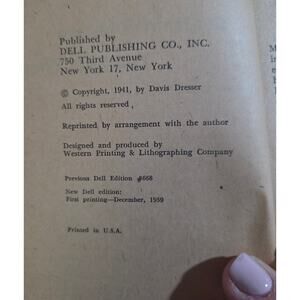 Published by
DELL PUBLISHING CO., INC.
750 Third Avenue
New York 17, New York
© Copyright, 1941, by Davis Dresser
All rights reserved
Reprinted by arrangement with the author
Designed and produced by
Western Printing & Lithographing Company
Previous Dell Edition #668
New Dell edition:
First printing—December, 1959
Printed in U.S.A.